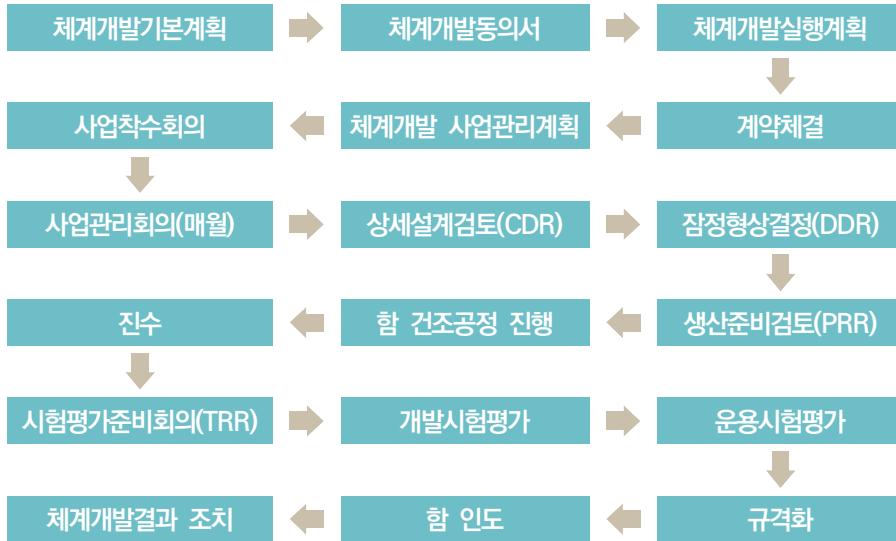 체계개발기본계획
체계개발동의서
체계개발실행계획
계약체결
체계개발 사업관리계획
사업착수회의
사업관리회의(매월)
상세설계검토(CDR)
잠정형상결정(DDR)
생산준비검토(PRR)
함 건조공정 진행
진수
시험평가준비회의(TRR)
개발시험평가
운용시험평가
규격화
함 인도
체계개발결과 조치